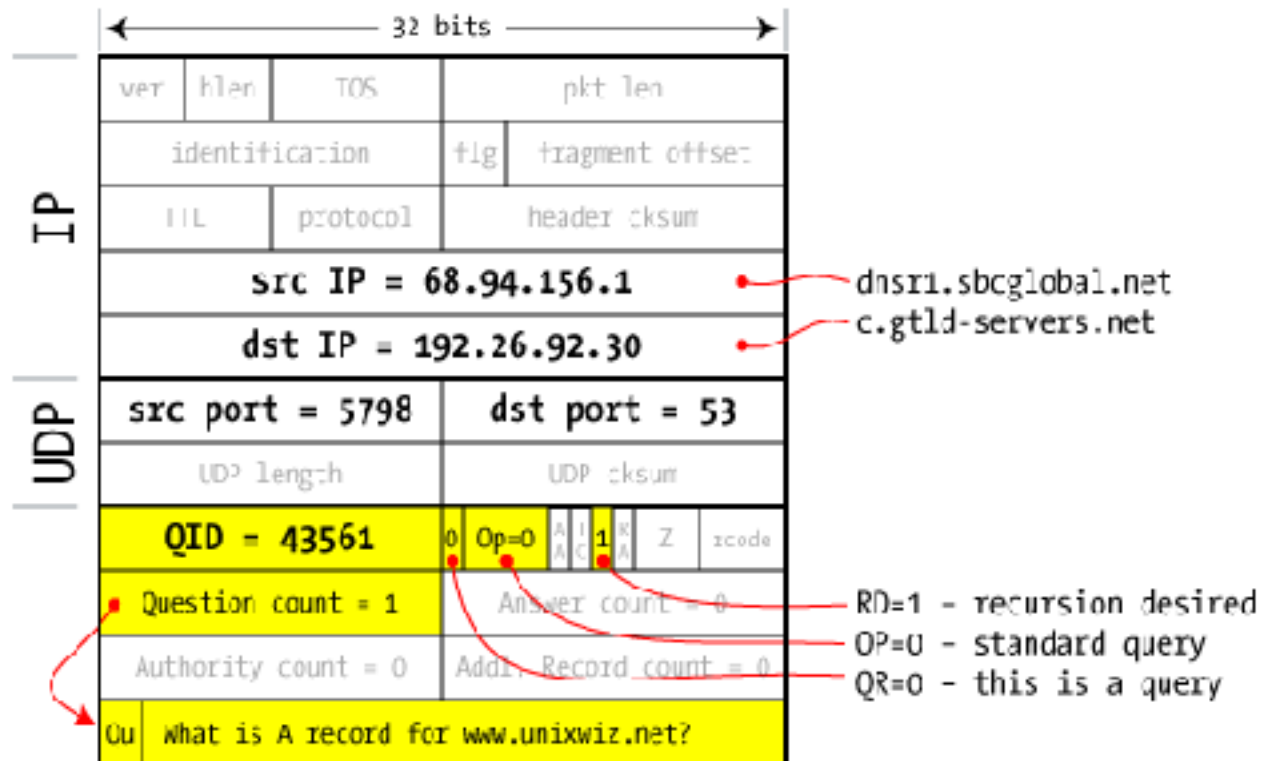 32 bits
ver hlen TOS pkt len
identification flg fragment offset
TTL protocol header cksum
IP
src IP = 68.94.156.1
dnsr1.sbcglobal.net
dst IP = 192.26.92.30
c.gtld-servers.net
UDP
src port = 5798 dst port = 53
UDP length UDP cksum
QID = 43561 0 Op=0 AA TC 1 RA Z rcode
Question count = 1 Answer count = 0
RD=1 - recursion desired
OP=0 - standard query
Authority count = 0 Addl. Record count = 0
QR=0 - this is a query
Qu What is A record for www.unixwiz.net?